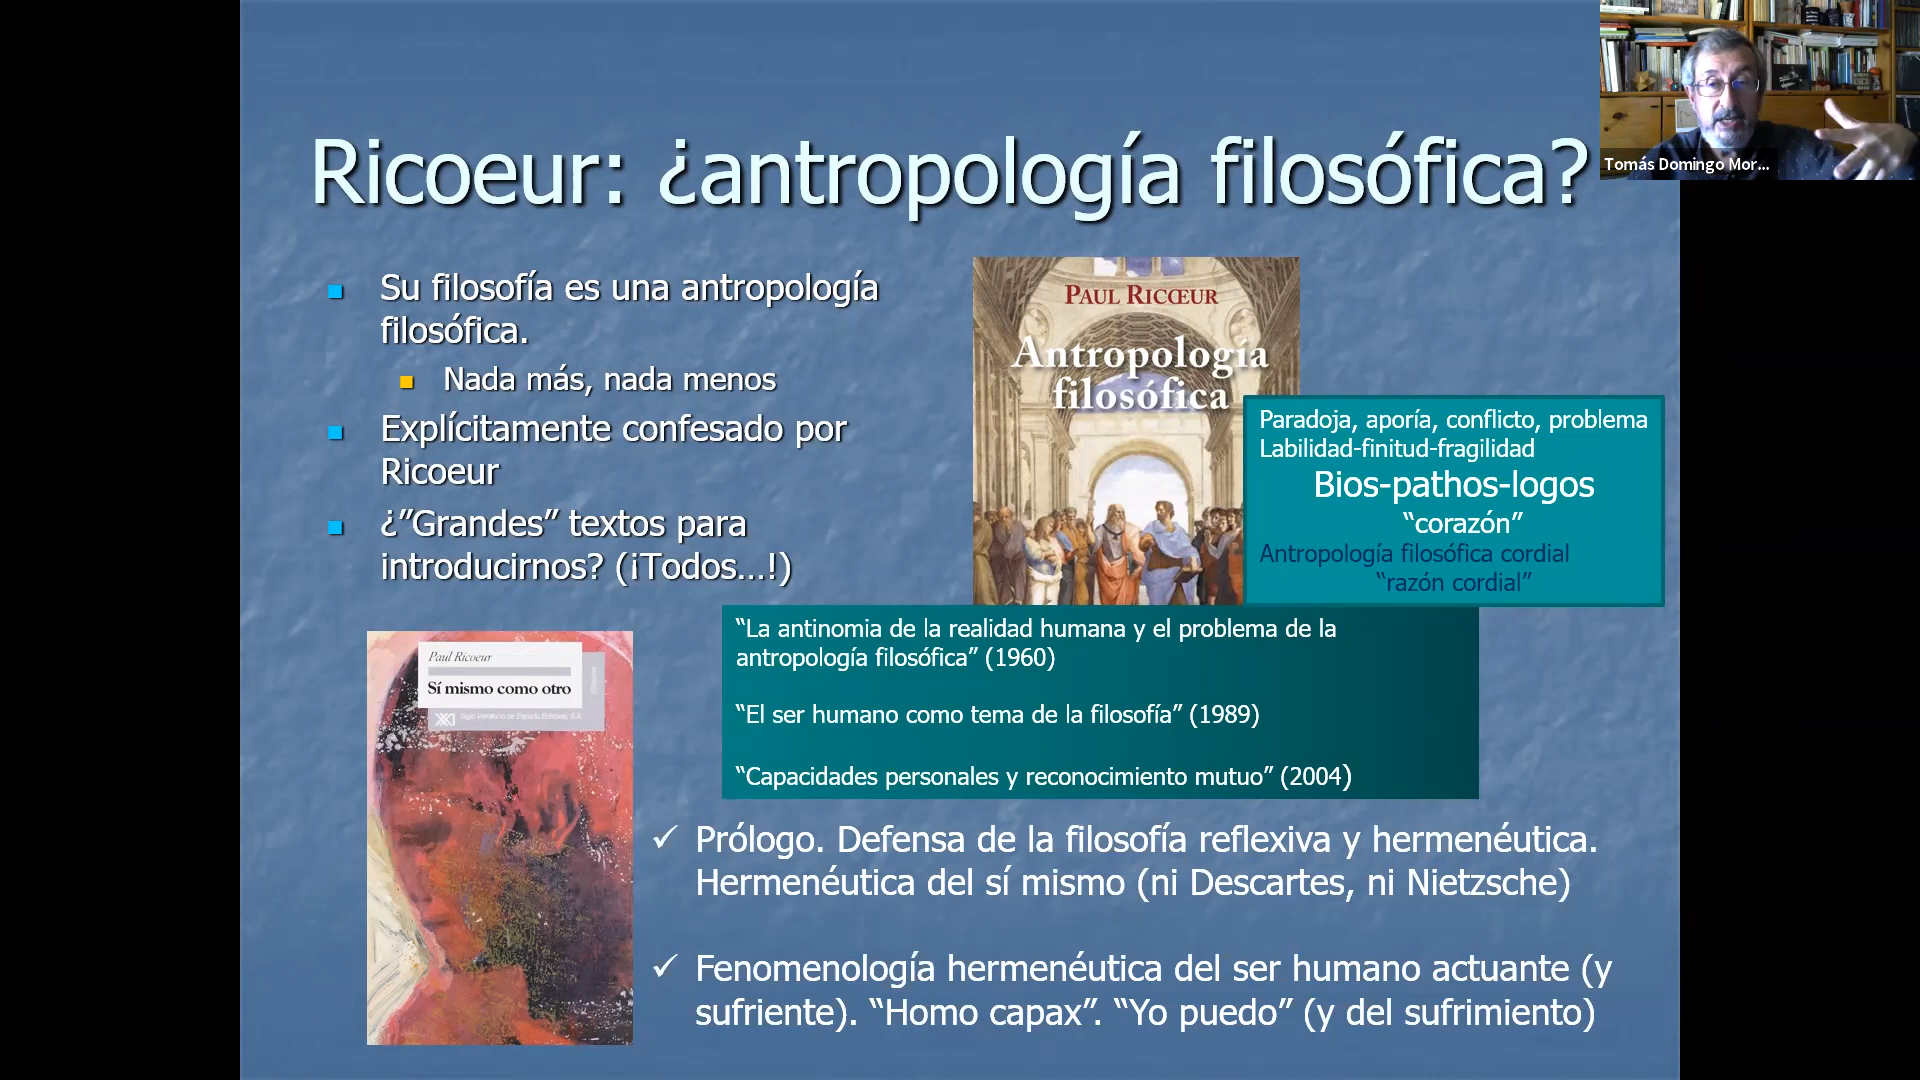 Ricoeur: ¿antropología filosófica?
Tomás Domingo Mor...
Su filosofía es una antropología
filosófica.
Nada más, nada menos
Explícitamente confesado por
Ricoeur
¿”Grandes” textos para
introducirnos? (¡Todos…!)
PAUL RICŒUR
Antropología
filosófica
Paradoja, aporía, conflicto, problema
Labilidad-finitud-fragilidad
Bios-pathos-logos
“corazón”
Antropología filosófica cordial
“razón cordial”
“La antinomia de la realidad humana y el problema de la
antropología filosófica” (1960)
“El ser humano como tema de la filosofía” (1989)
“Capacidades personales y reconocimiento mutuo” (2004)
Paul Ricoeur
Sí mismo como otro
Prólogo. Defensa de la filosofía reflexiva y hermenéutica.
Hermenéutica del sí mismo (ni Descartes, ni Nietzsche)
Fenomenología hermenéutica del ser humano actuante (y
sufriente). “Homo capax”. “Yo puedo” (y del sufrimiento)